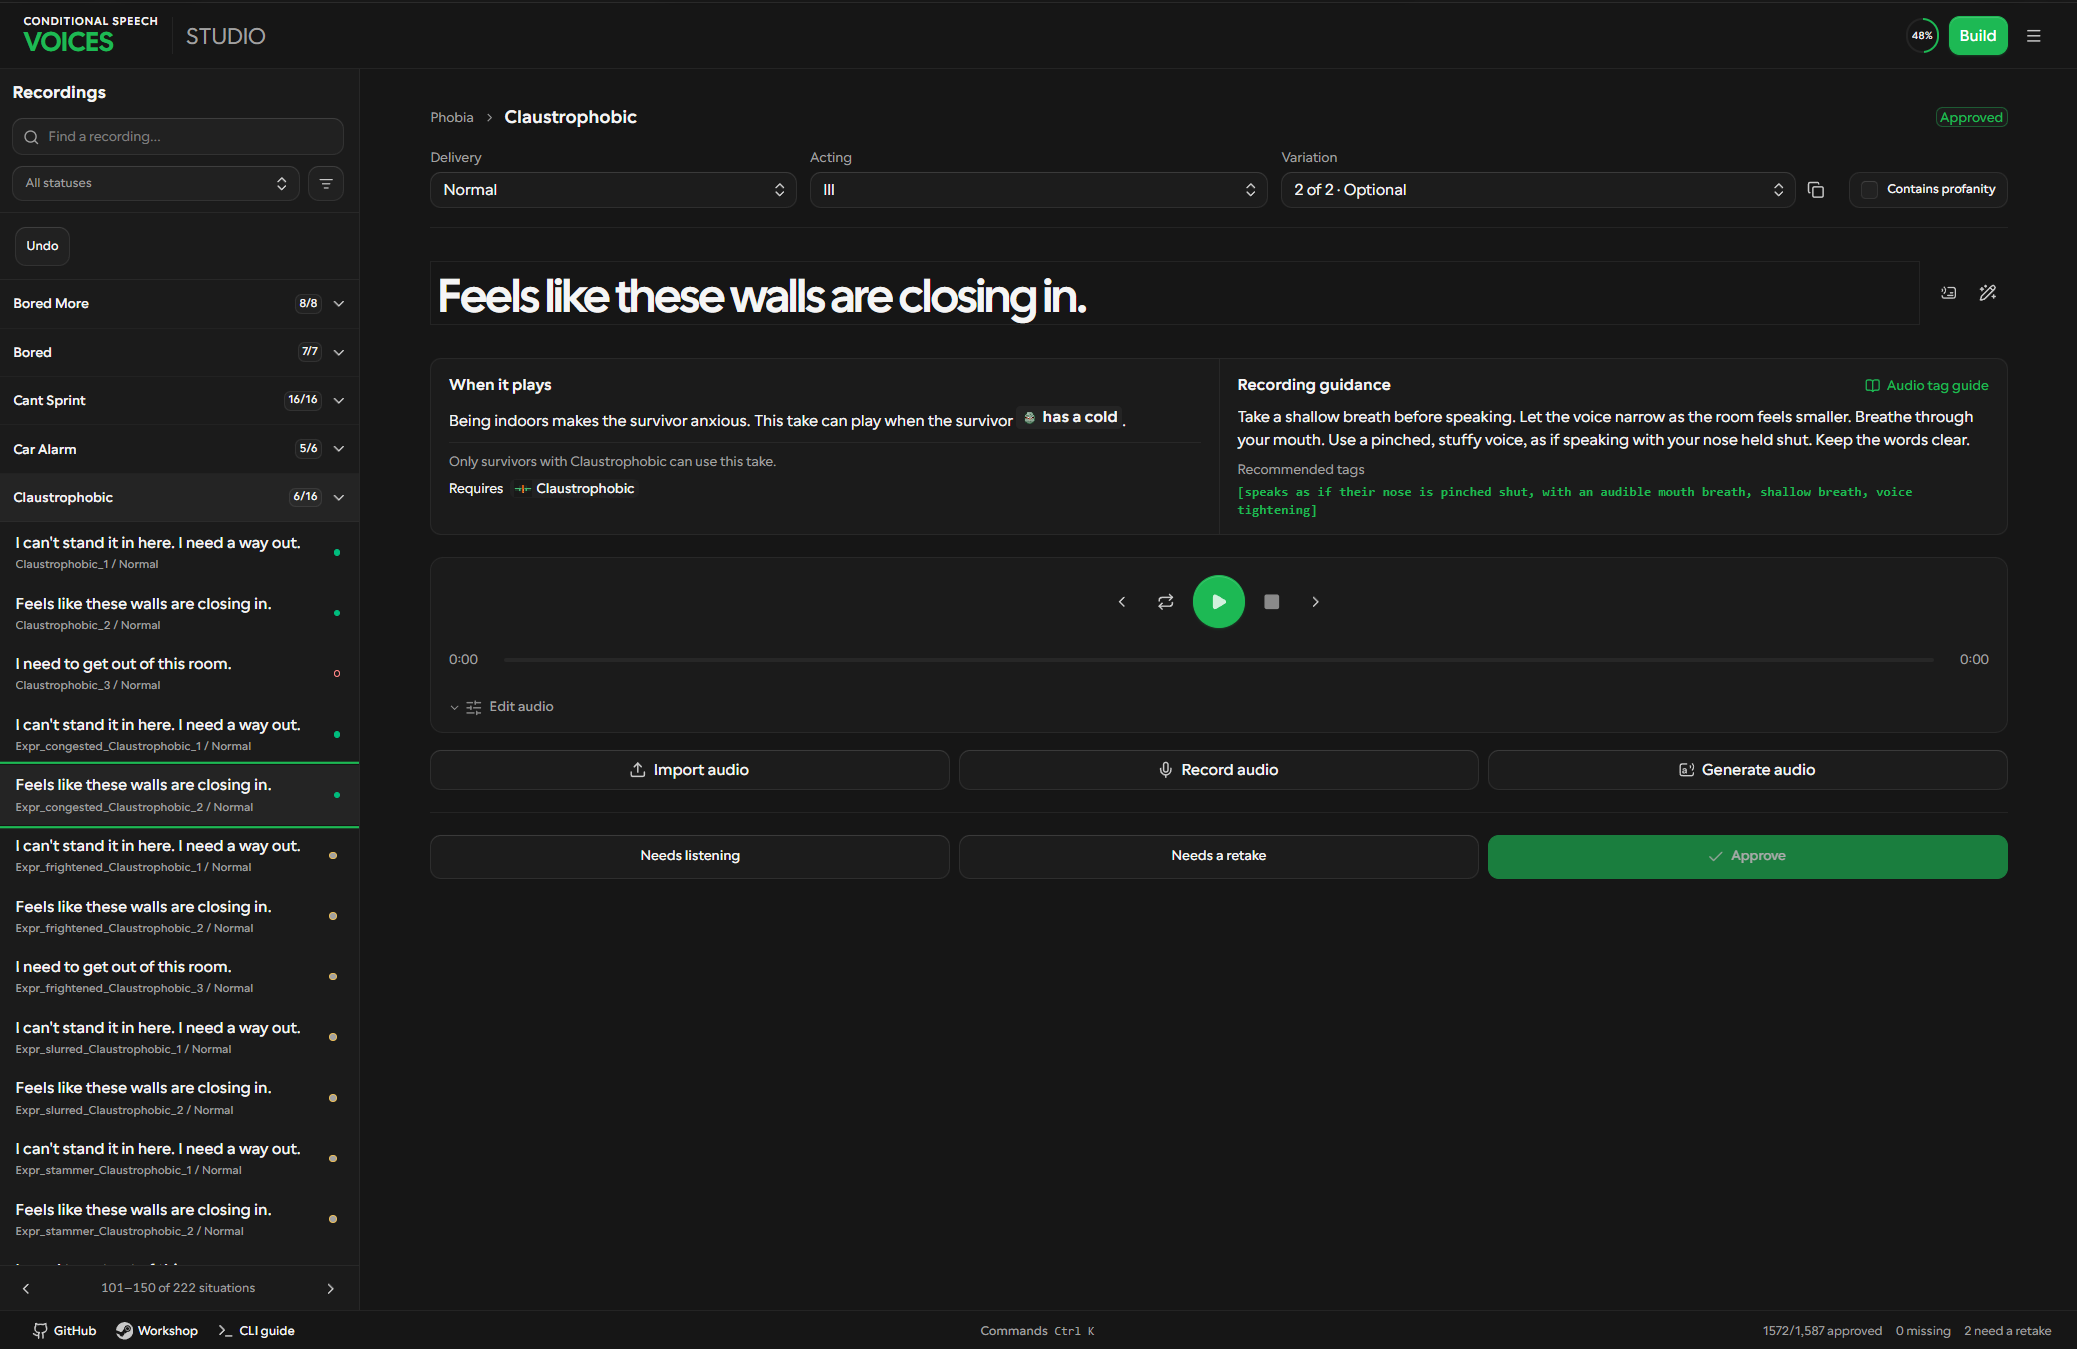 CONDITIONAL SPEECH
VOICES
STUDIO
48%
Build
Recordings
Find a recording...
All statuses
Undo
Bored More 8/8
Bored 7/7
Cant Sprint 16/16
Car Alarm 5/6
Claustrophobic 6/16
I can't stand it in here. I need a way out.
Claustrophobic_1 / Normal
Feels like these walls are closing in.
Claustrophobic_2 / Normal
I need to get out of this room.
Claustrophobic_3 / Normal
I can't stand it in here. I need a way out.
Expr_congested_Claustrophobic_1 / Normal
Feels like these walls are closing in.
Expr_congested_Claustrophobic_2 / Normal
I can't stand it in here. I need a way out.
Expr_frightened_Claustrophobic_1 / Normal
Feels like these walls are closing in.
Expr_frightened_Claustrophobic_2 / Normal
I need to get out of this room.
Expr_frightened_Claustrophobic_3 / Normal
I can't stand it in here. I need a way out.
Expr_slurred_Claustrophobic_1 / Normal
Feels like these walls are closing in.
Expr_slurred_Claustrophobic_2 / Normal
I can't stand it in here. I need a way out.
Expr_stammer_Claustrophobic_1 / Normal
Feels like these walls are closing in.
Expr_stammer_Claustrophobic_2 / Normal
101–150 of 222 situations
Phobia > Claustrophobic
Approved
Delivery
Normal
Acting
III
Variation
2 of 2 · Optional
Contains profanity
Feels like these walls are closing in.
When it plays
Being indoors makes the survivor anxious. This take can play when the survivor has a cold.
Only survivors with Claustrophobic can use this take.
Requires Claustrophobic
Recording guidance
Audio tag guide
Take a shallow breath before speaking. Let the voice narrow as the room feels smaller. Breathe through
your mouth. Use a pinched, stuffy voice, as if speaking with your nose held shut. Keep the words clear.
Recommended tags
[speaks as if their nose is pinched shut, with an audible mouth breath, shallow breath, voice
tightening]
0:00
0:00
Edit audio
Import audio
Record audio
Generate audio
Needs listening
Needs a retake
Approve
GitHub
Workshop
CLI guide
Commands Ctrl K
1572/1,587 approved
0 missing
2 need a retake